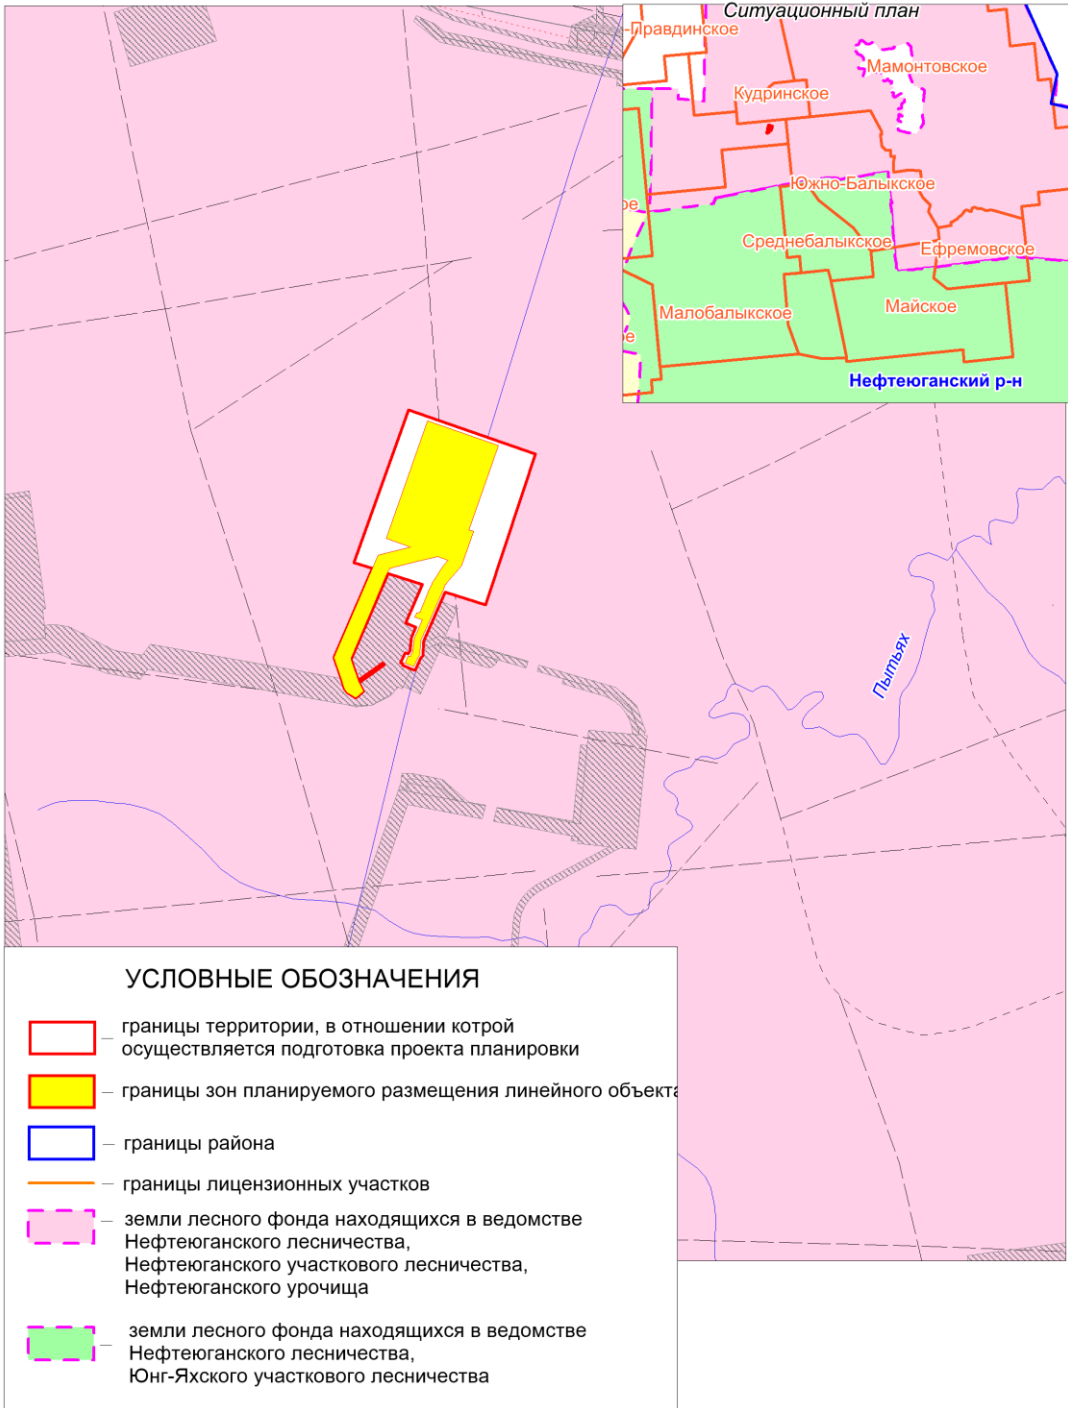 Ситуационный план
-Правдинское
Мамонтовское
Кудринское
Южно-Балыкское
ое
Среднебалыкское
Ефремовское
Малобалыкское
Майское
ое
Нефтеюганский р-н
Пытьях
УСЛОВНЫЕ ОБОЗНАЧЕНИЯ
границы территории, в отношении котрой
осуществляется подготовка проекта планировки
границы зон планируемого размещения линейного объекта
границы района
границы лицензионных участков
земли лесного фонда находящихся в ведомстве
Нефтеюганского лесничества,
Нефтеюганского участкового лесничества,
Нефтеюганского урочища
земли лесного фонда находящихся в ведомстве
Нефтеюганского лесничества,
Юнг-Яхского участкового лесничества